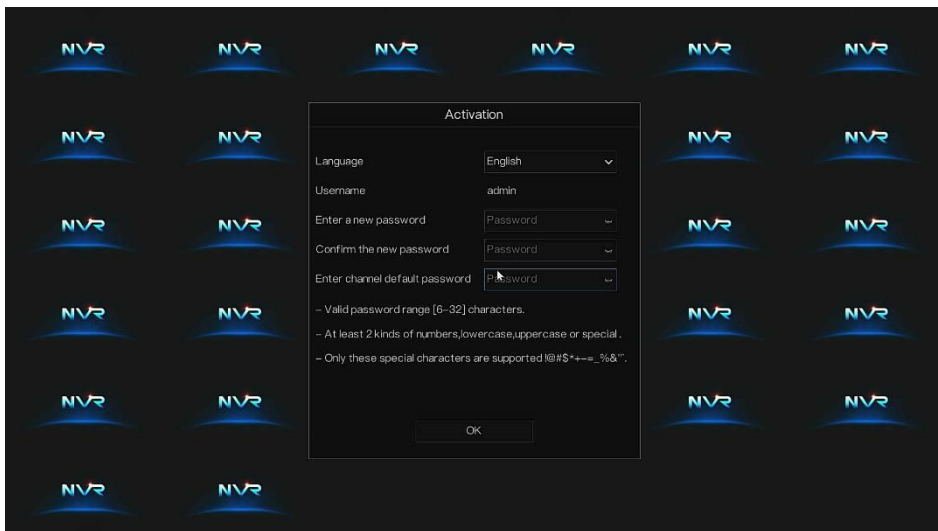 NVR NVR NVR NVR NVR NVR
Activation
NVR NVR NVR NVR
Language English
Username admin
Enter a new password Password
NVR NVR NVR NVR
Confirm the new password Password
Enter channel default password Password
– Valid password range [6–32] characters.
NVR NVR NVR NVR
– At least 2 kinds of numbers,lowercase,uppercase or special .
– Only these special characters are supported !@#$*+–=_%&"".
NVR NVR NVR NVR
OK
NVR NVR